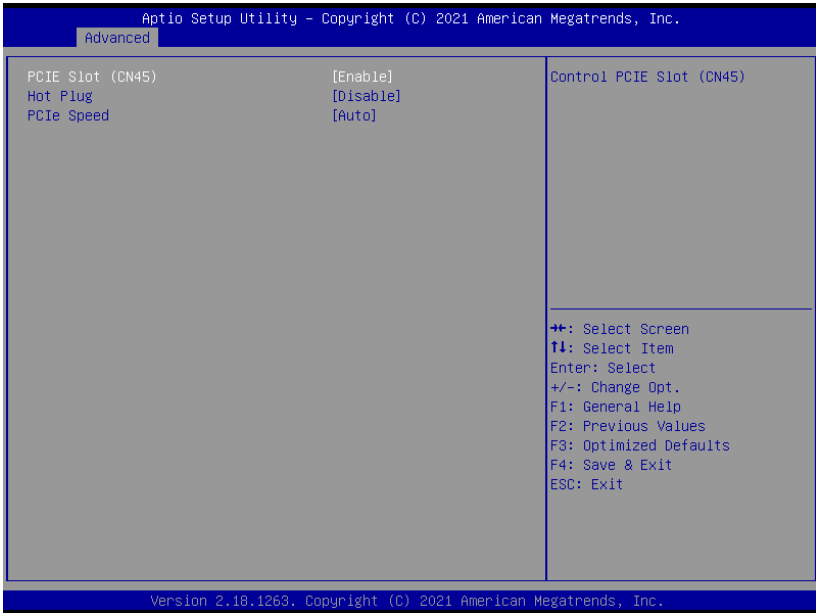 Aptio Setup Utility – Copyright (C) 2021 American Megatrends, Inc.
Advanced
PCIE Slot (CN45) [Enable]
Hot Plug [Disable]
PCIe Speed [Auto]
Control PCIE Slot (CN45)
→←: Select Screen
↑↓: Select Item
Enter: Select
+/-: Change Opt.
F1: General Help
F2: Previous Values
F3: Optimized Defaults
F4: Save & Exit
ESC: Exit
Version 2.18.1263. Copyright (C) 2021 American Megatrends, Inc.